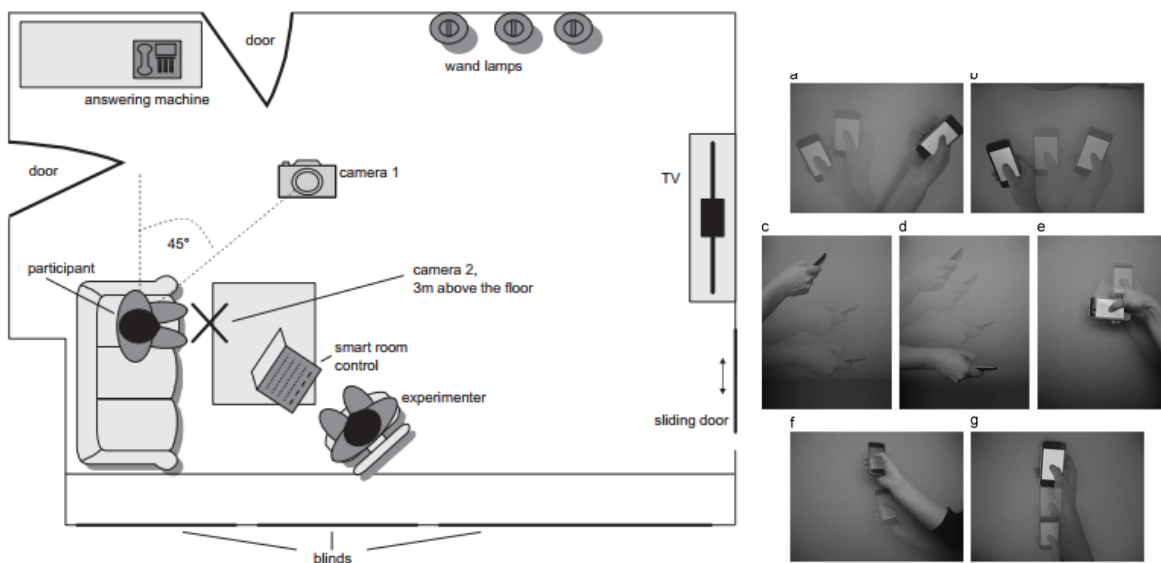 door
wand lamps
answering machine
door
camera 1
TV
45°
participant
camera 2,
3m above the floor
smart room
control
experimenter
sliding door
blinds
a
b
c
d
e
f
g